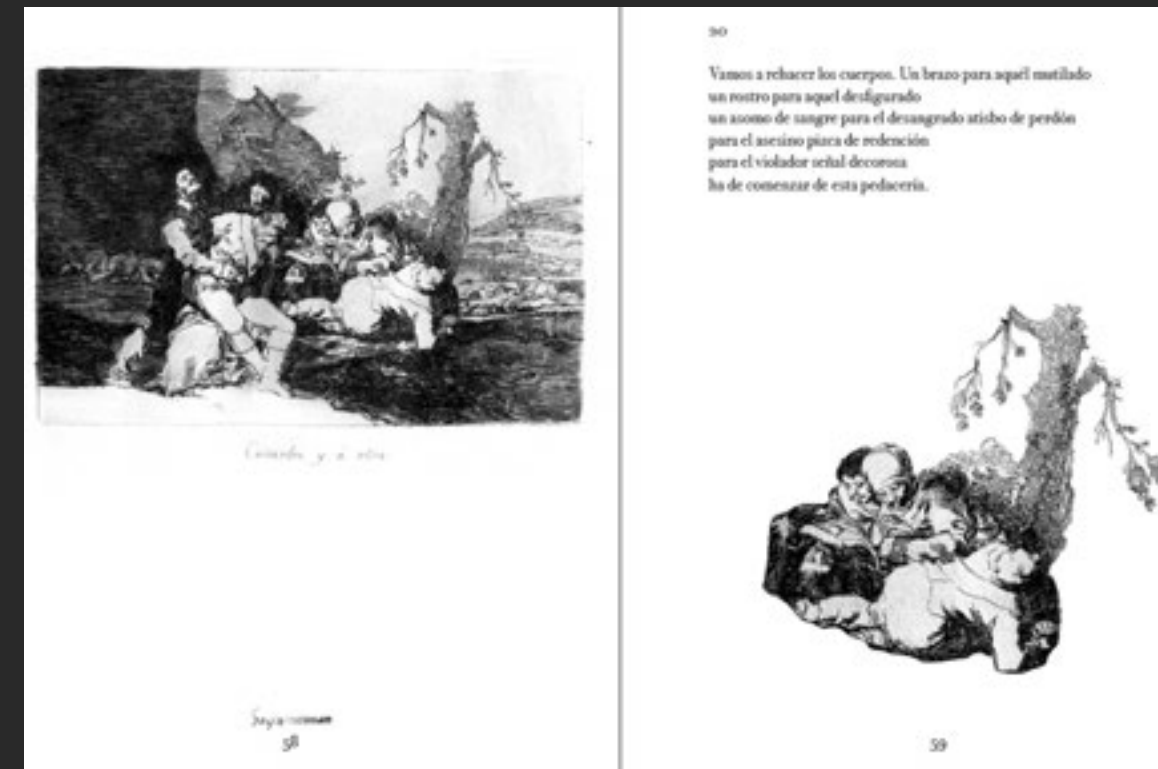 Curarlos y á otra
58
20
Vamos a rehacer los cuerpos. Un brazo para aquél mutilado
un rostro para aquel desfigurado
un asomo de sangre para el desangrado atisbo de perdón
para el asesino pizca de redención
para el violador señal decorosa
ha de comenzar de esta pedacería.
59